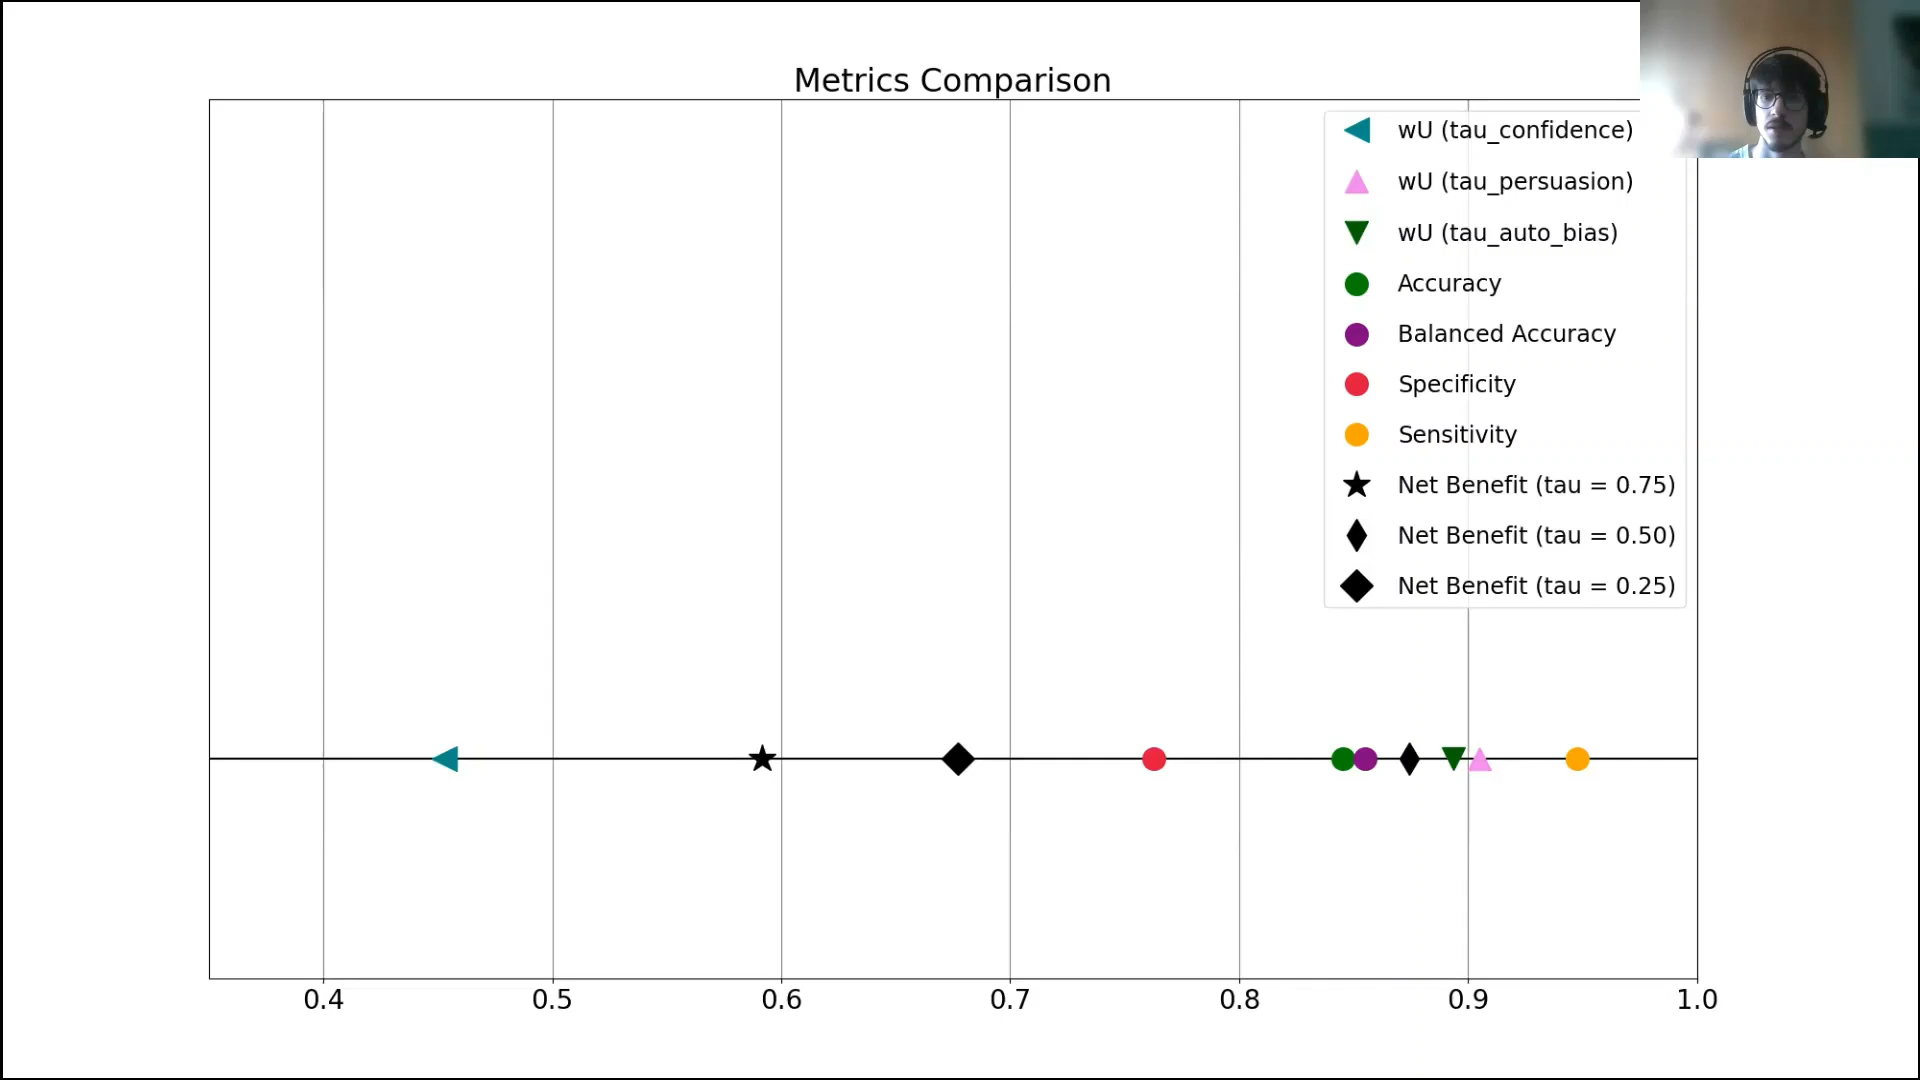 Metrics Comparison
wU (tau_confidence)
wU (tau_persuasion)
wU (tau_auto_bias)
Accuracy
Balanced Accuracy
Specificity
Sensitivity
Net Benefit (tau = 0.75)
Net Benefit (tau = 0.50)
Net Benefit (tau = 0.25)
0.4 0.5 0.6 0.7 0.8 0.9 1.0